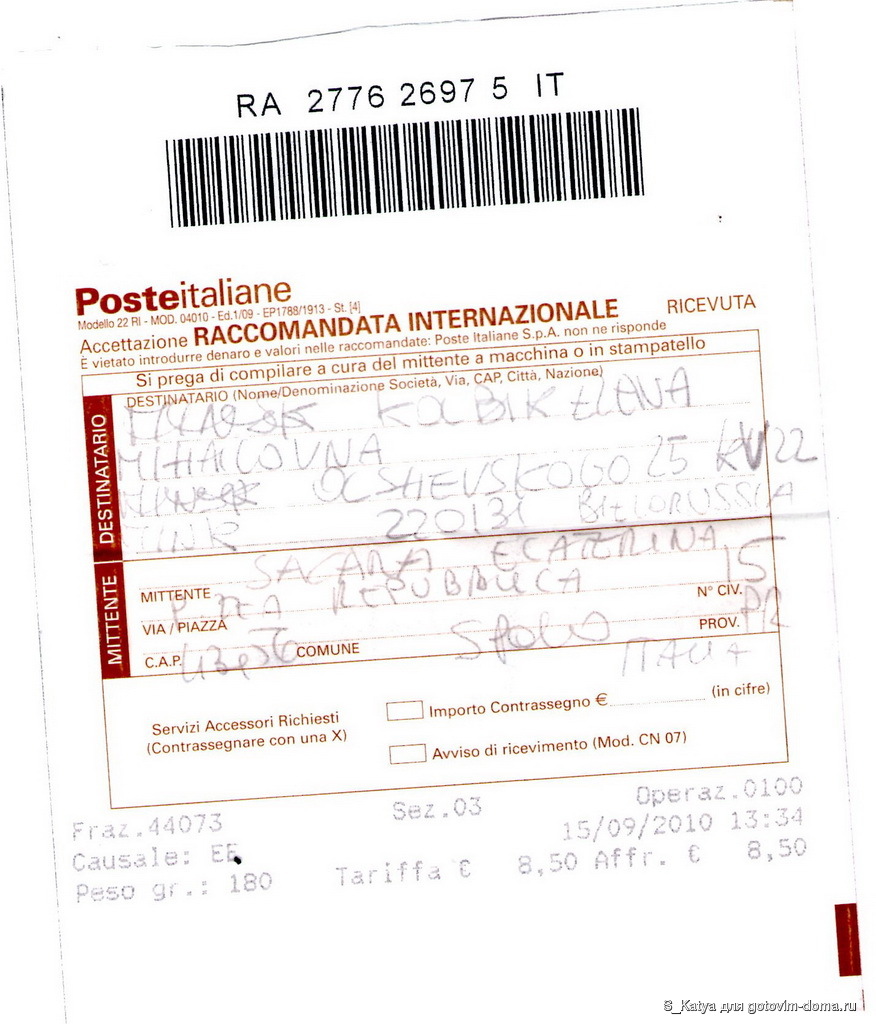 RA 2776 2697 5 IT
Posteitaliane
Modello 22 RI - MOD. 04010 - Ed.1/09 - EP1788/1913 - St. [4]
Accettazione RACCOMANDATA INTERNAZIONALE RICEVUTA
È vietato introdurre denaro e valori nelle raccomandate: Poste Italiane S.p.A. non ne risponde
Si prega di compilare a cura del mittente a macchina o in stampatello
DESTINATARIO (Nome/Denominazione Società, Via, CAP, Città, Nazione)
DESTINATARIO
KOLBIK ELENA
MIHAILOVNA
OLSHEVSKOGO 25 KV 22
MINSK 220131 BIELORUSSIA
MITTENTE
MITTENTE SACARA ECATERINA
VIA / PIAZZA REPUBBLICA N° CIV. 15
C.A.P. COMUNE PROV. PR
ITALIA
Servizi Accessori Richiesti
(Contrassegnare con una X)
Importo Contrassegno € (in cifre)
Avviso di ricevimento (Mod. CN 07)
Fraz.44073 Sez.03 Operaz.0100
Causale: EE 15/09/2010 13:34
Peso gr.: 180 Tariffa € 8,50 Affr. € 8,50
S_Katya для gotovim-doma.ru